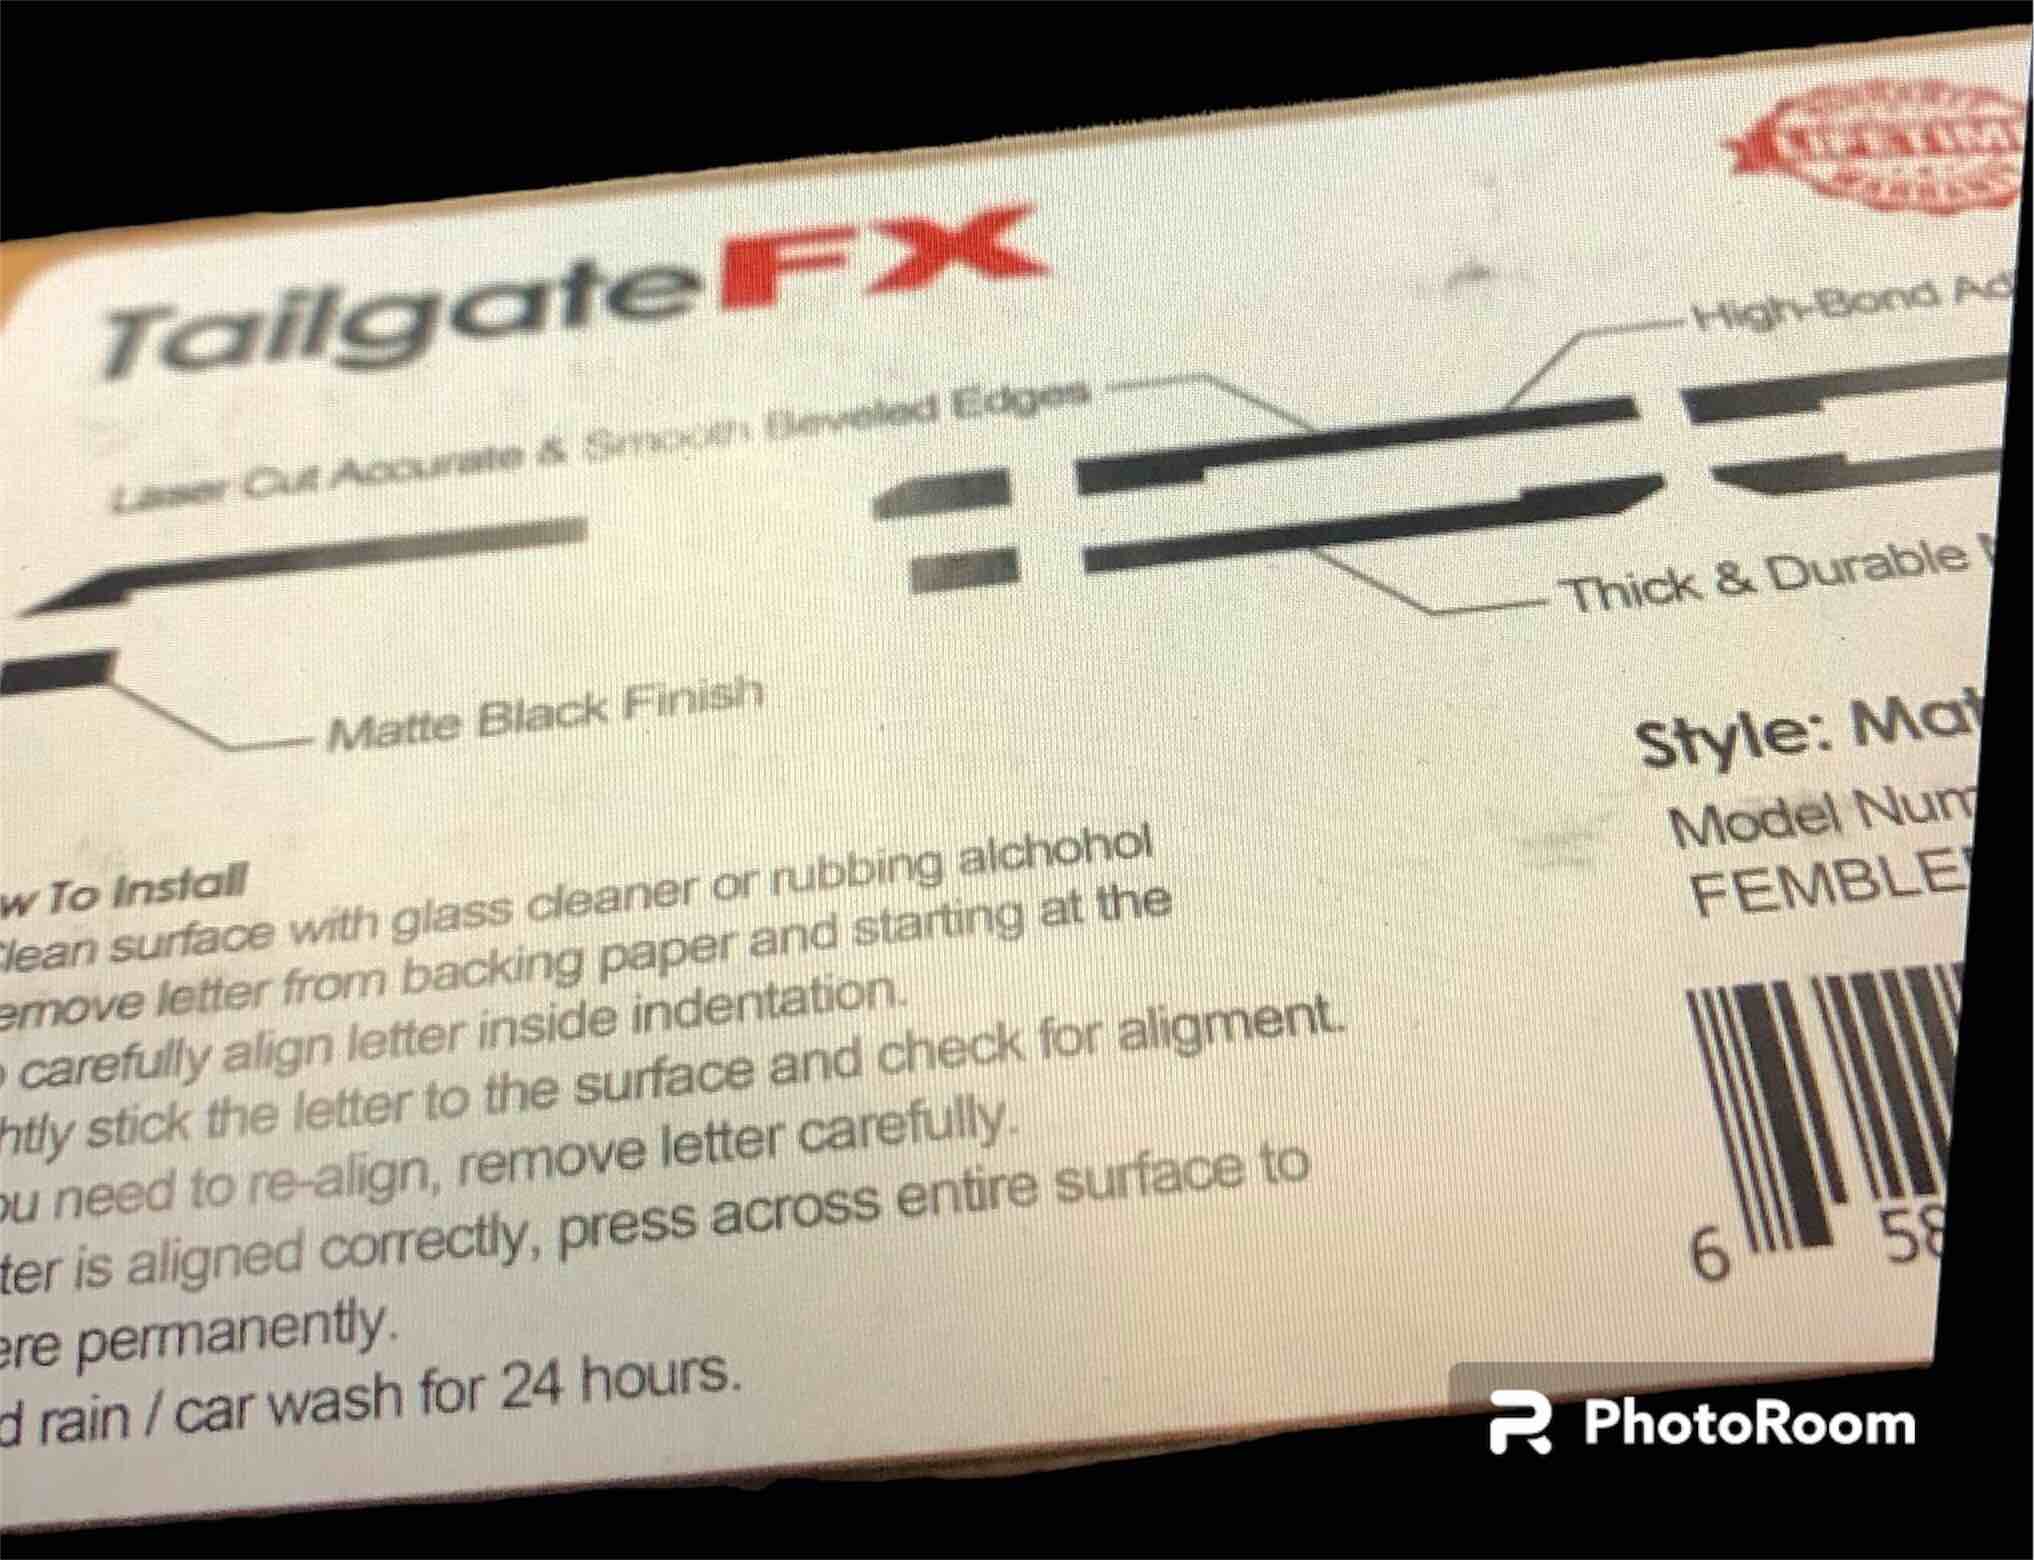 LIFETIM
WARRANT
TailgateFX
High-Bond Ad
Laser Cut Accurate & Smooth Beveled Edges
Thick & Durable
Matte Black Finish
Style: Mat
Model Num
FEMBLE
w To Install
lean surface with glass cleaner or rubbing alchohol
emove letter from backing paper and starting at the
carefully align letter inside indentation.
htly stick the letter to the surface and check for aligment.
ou need to re-align, remove letter carefully.
ter is aligned correctly, press across entire surface to
ere permanently.
d rain / car wash for 24 hours.
6 58
PhotoRoom